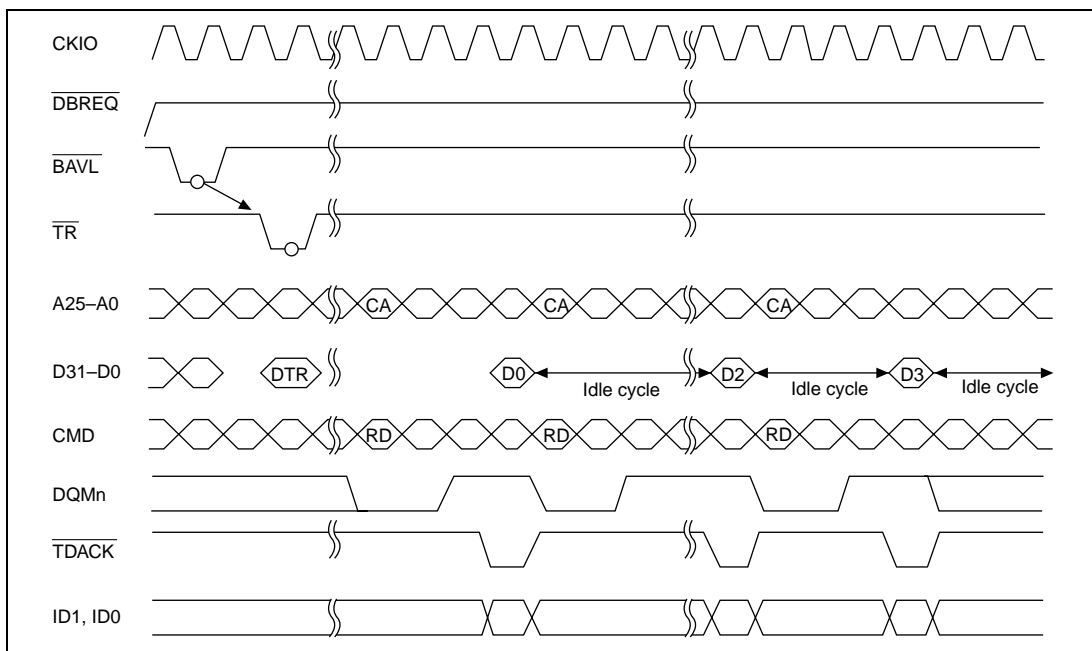 CKIO
DBREQ
BAVL
TR
A25–A0 CA CA CA
D31–D0 DTR D0 Idle cycle D2 Idle cycle D3 Idle cycle
CMD RD RD RD
DQMn
TDACK
ID1, ID0